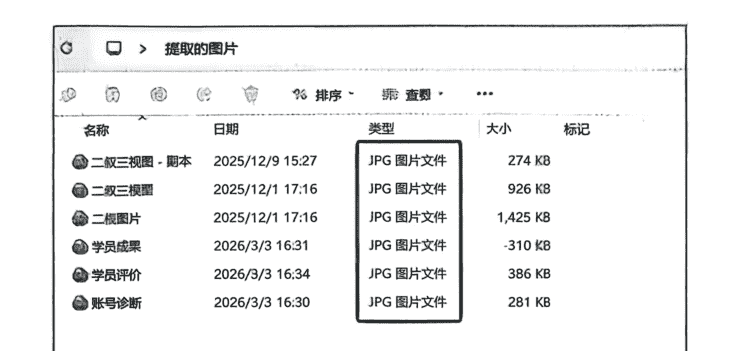 提取的图片
排序 查看
名称 日期 类型 大小 标记
二叔三视图 - 副本 2025/12/9 15:27 JPG 图片文件 274 KB
二叔三模型 2025/12/1 17:16 JPG 图片文件 926 KB
二模图片 2025/12/1 17:16 JPG 图片文件 1,425 KB
学员成果 2026/3/3 16:31 JPG 图片文件 310 KB
学员评价 2026/3/3 16:34 JPG 图片文件 386 KB
账号诊断 2026/3/3 16:30 JPG 图片文件 281 KB